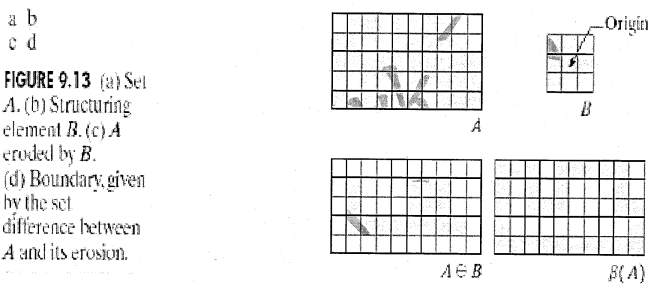 a b
c d
FIGURE 9.13 (a) Set
A. (b) Structuring
element B. (c) A
eroded by B.
(d) Boundary, given
by the set
difference between
A and its erosion.
Origin
A
B
A ⊖ B
β(A)